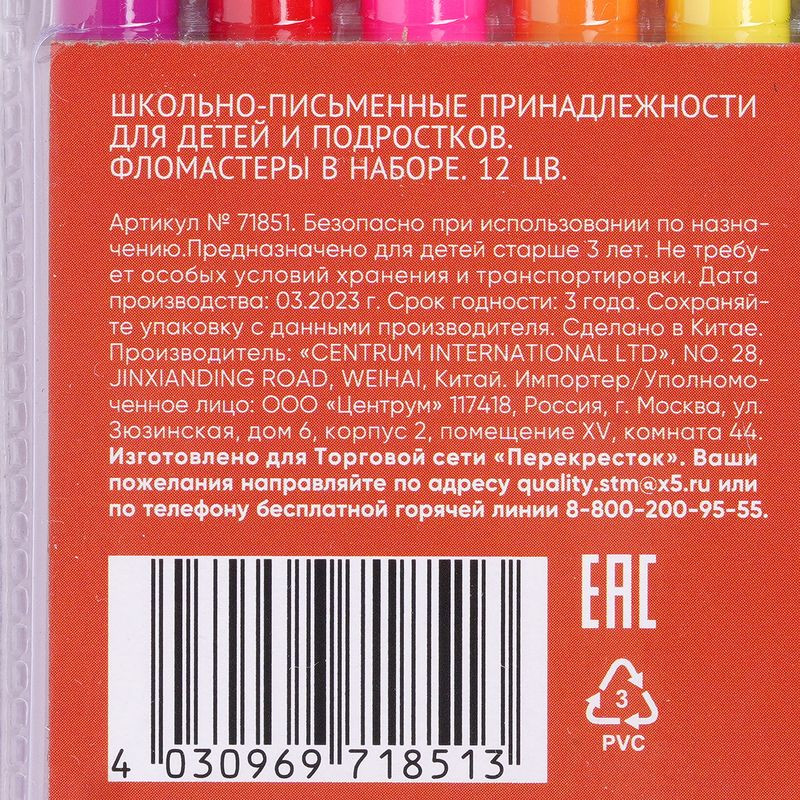 ШКОЛЬНО-ПИСЬМЕННЫЕ ПРИНАДЛЕЖНОСТИ
ДЛЯ ДЕТЕЙ И ПОДРОСТКОВ.
ФЛОМАСТЕРЫ В НАБОРЕ. 12 ЦВ.
Артикул № 71851. Безопасно при использовании по назна-
чению.Предназначено для детей старше 3 лет. Не требу-
ет особых условий хранения и транспортировки. Дата
производства: 03.2023 г. Срок годности: 3 года. Сохраняй-
те упаковку с данными производителя. Сделано в Китае.
Производитель: «CENTRUM INTERNATIONAL LTD», NO. 28,
JINXIANDING ROAD, WEIHAI, Китай. Импортер/Уполномо-
ченное лицо: ООО «Центрум» 117418, Россия, г. Москва, ул.
Зюзинская, дом 6, корпус 2, помещение XV, комната 44.
Изготовлено для Торговой сети «Перекресток». Ваши
пожелания направляйте по адресу quality.stm@x5.ru или
по телефону бесплатной горячей линии 8-800-200-95-55.
EAC
3
PVC
4 030969 718513